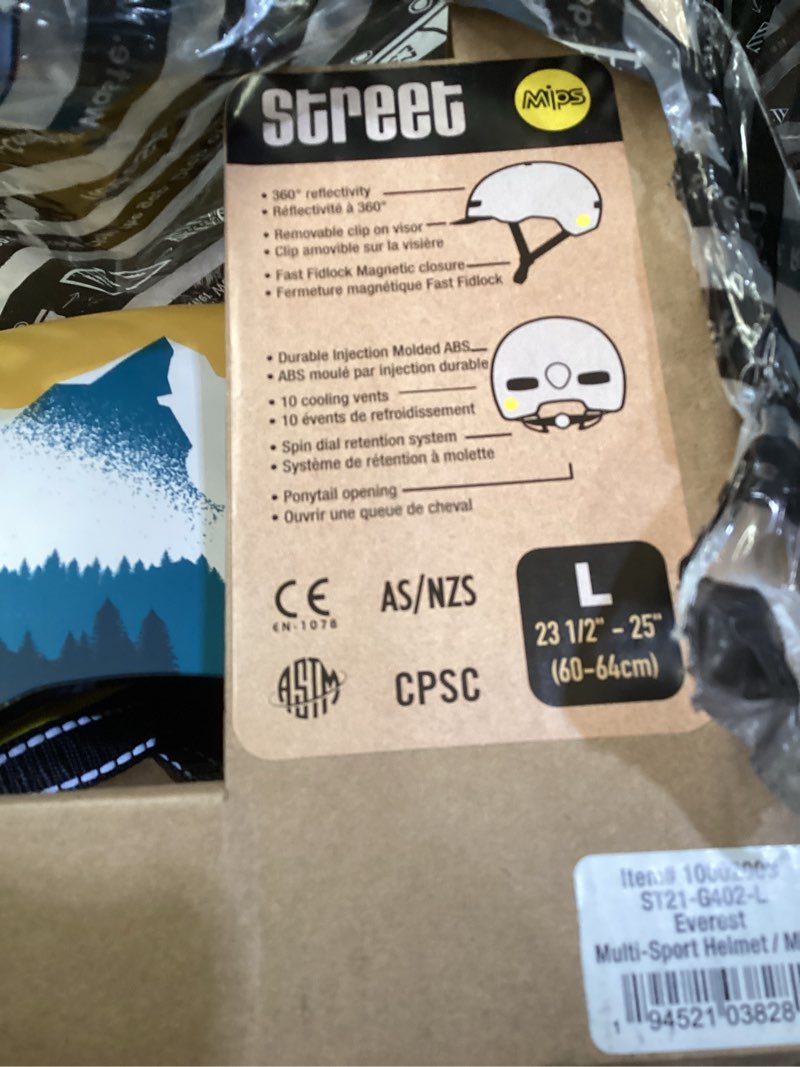 street
Mips
• 360° reflectivity
• Réflectivité à 360°
• Removable clip on visor
• Clip amovible sur la visière
• Fast Fidlock Magnetic closure
• Fermeture magnétique Fast Fidlock
• Durable Injection Molded ABS
• ABS moulé par injection durable
• 10 cooling vents
• 10 évents de refroidissement
• Spin dial retention system
• Système de rétention à molette
• Ponytail opening
• Ouvrir une queue de cheval
CE
EN-1078
AS/NZS
ASTM
CPSC
L
23 1/2" - 25"
(60-64cm)
Item#
ST21-G402-L
Everest
Multi-Sport Helmet / M
1 94521 03828